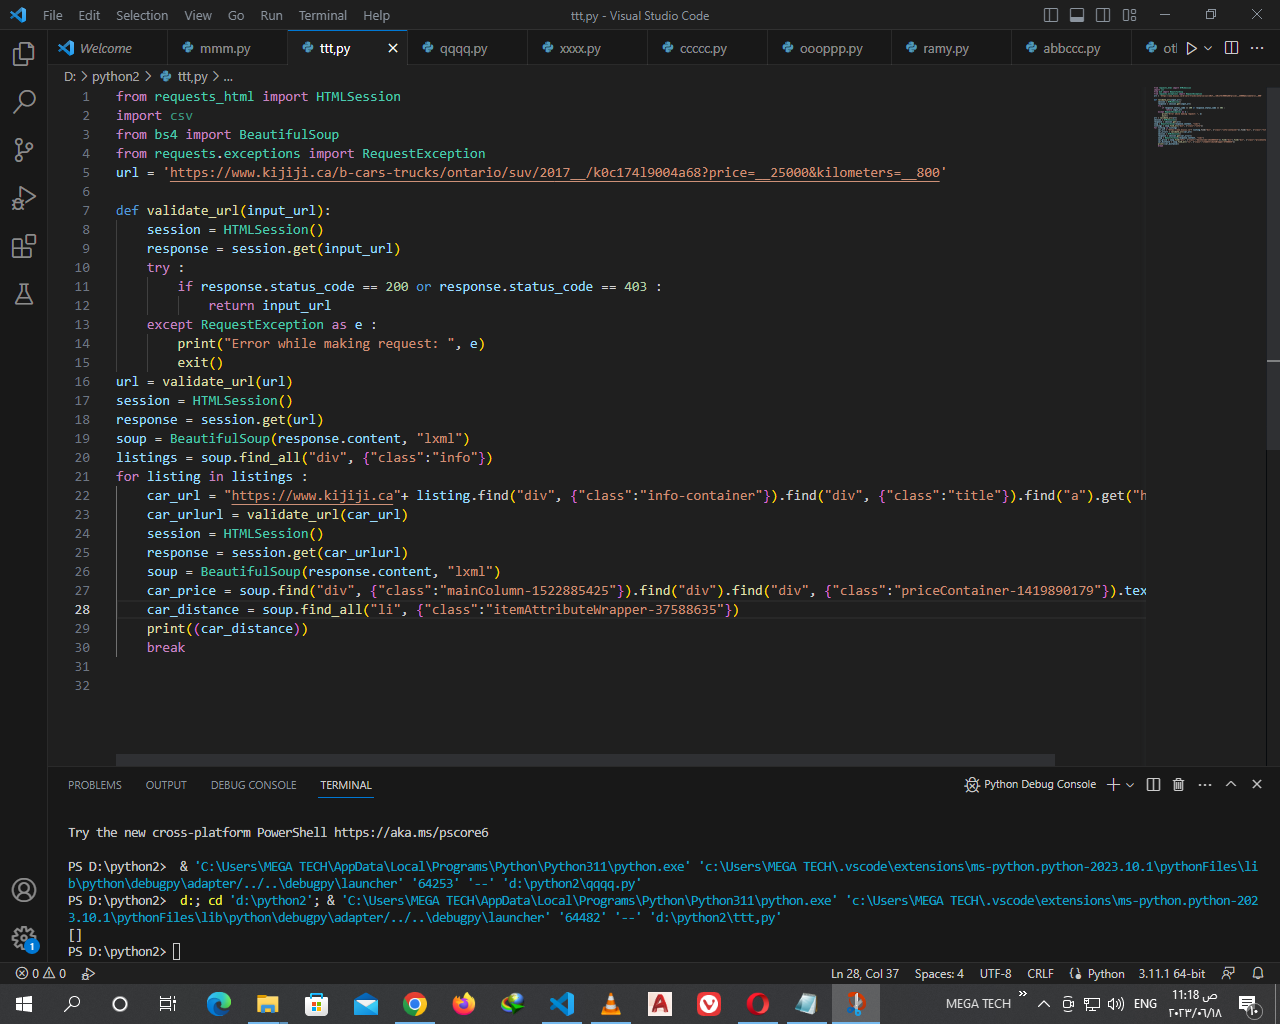 File Edit Selection View Go Run Terminal Help ttt,py - Visual Studio Code
Welcome mmm.py ttt,py qqqq.py xxxx.py ccccc.py oooppp.py ramy.py abbccc.py otl
D: > python2 > ttt,py > ...
1 from requests_html import HTMLSession
2 import csv
3 from bs4 import BeautifulSoup
4 from requests.exceptions import RequestException
5 url = 'https://www.kijiji.ca/b-cars-trucks/ontario/suv/2017__/k0c174l9004a68?price=__25000&kilometers=__800'
6
7 def validate_url(input_url):
8 session = HTMLSession()
9 response = session.get(input_url)
10 try :
11 if response.status_code == 200 or response.status_code == 403 :
12 return input_url
13 except RequestException as e :
14 print("Error while making request: ", e)
15 exit()
16 url = validate_url(url)
17 session = HTMLSession()
18 response = session.get(url)
19 soup = BeautifulSoup(response.content, "lxml")
20 listings = soup.find_all("div", {"class":"info"})
21 for listing in listings :
22 car_url = "https://www.kijiji.ca"+ listing.find("div", {"class":"info-container"}).find("div", {"class":"title"}).find("a").get("h
23 car_urlurl = validate_url(car_url)
24 session = HTMLSession()
25 response = session.get(car_urlurl)
26 soup = BeautifulSoup(response.content, "lxml")
27 car_price = soup.find("div", {"class":"mainColumn-1522885425"}).find("div").find("div", {"class":"priceContainer-1419890179"}).tex
28 car_distance = soup.find_all("li", {"class":"itemAttributeWrapper-37588635"})
29 print((car_distance))
30 break
31
32
PROBLEMS OUTPUT DEBUG CONSOLE TERMINAL Python Debug Console
Try the new cross-platform PowerShell https://aka.ms/pscore6
PS D:\python2>  & 'C:\Users\MEGA TECH\AppData\Local\Programs\Python\Python311\python.exe' 'c:\Users\MEGA TECH\.vscode\extensions\ms-python.python-2023.10.1\pythonFiles\li
b\python\debugpy\adapter/../..\debugpy\launcher' '64253' '--' 'd:\python2\qqqq.py'
PS D:\python2>  d:; cd 'd:\python2'; & 'C:\Users\MEGA TECH\AppData\Local\Programs\Python\Python311\python.exe' 'c:\Users\MEGA TECH\.vscode\extensions\ms-python.python-202
3.10.1\pythonFiles\lib\python\debugpy\adapter/../..\debugpy\launcher' '64482' '--' 'd:\python2\ttt,py'
[]
PS D:\python2>
1
0 0 Ln 28, Col 37 Spaces: 4 UTF-8 CRLF Python 3.11.1 64-bit
MEGA TECH ENG 11:18 ص
٢٠٢٣/٠٦/١٨